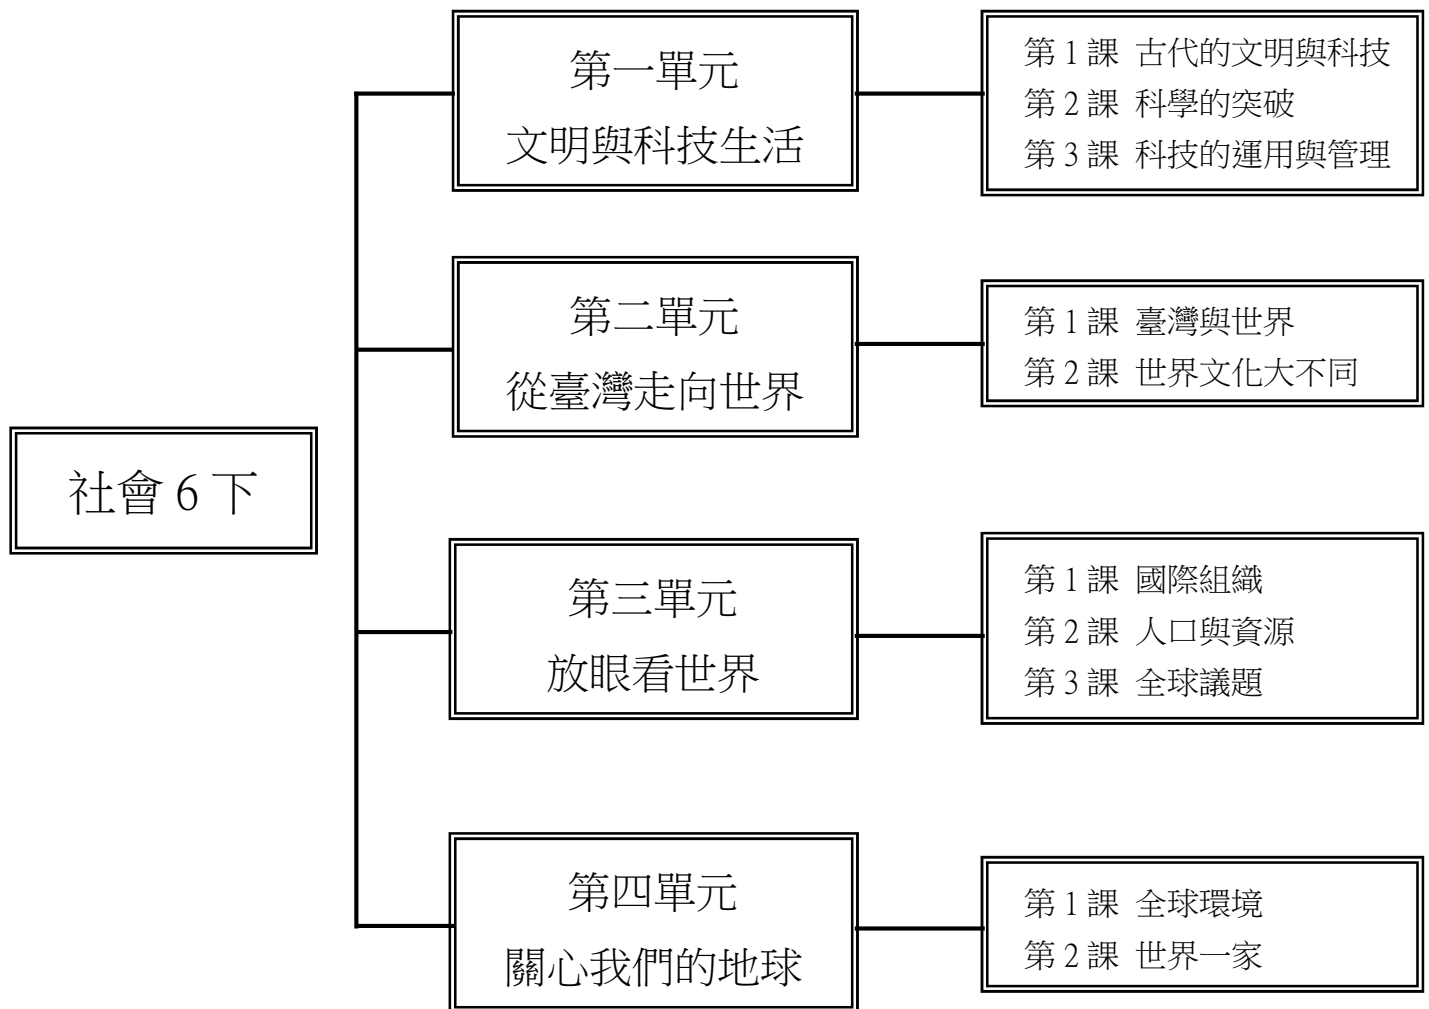 社會 6 下
第一單元
文明與科技生活
第 1 課 古代的文明與科技
第 2 課 科學的突破
第 3 課 科技的運用與管理
第二單元
從臺灣走向世界
第 1 課 臺灣與世界
第 2 課 世界文化大不同
第三單元
放眼看世界
第 1 課 國際組織
第 2 課 人口與資源
第 3 課 全球議題
第四單元
關心我們的地球
第 1 課 全球環境
第 2 課 世界一家